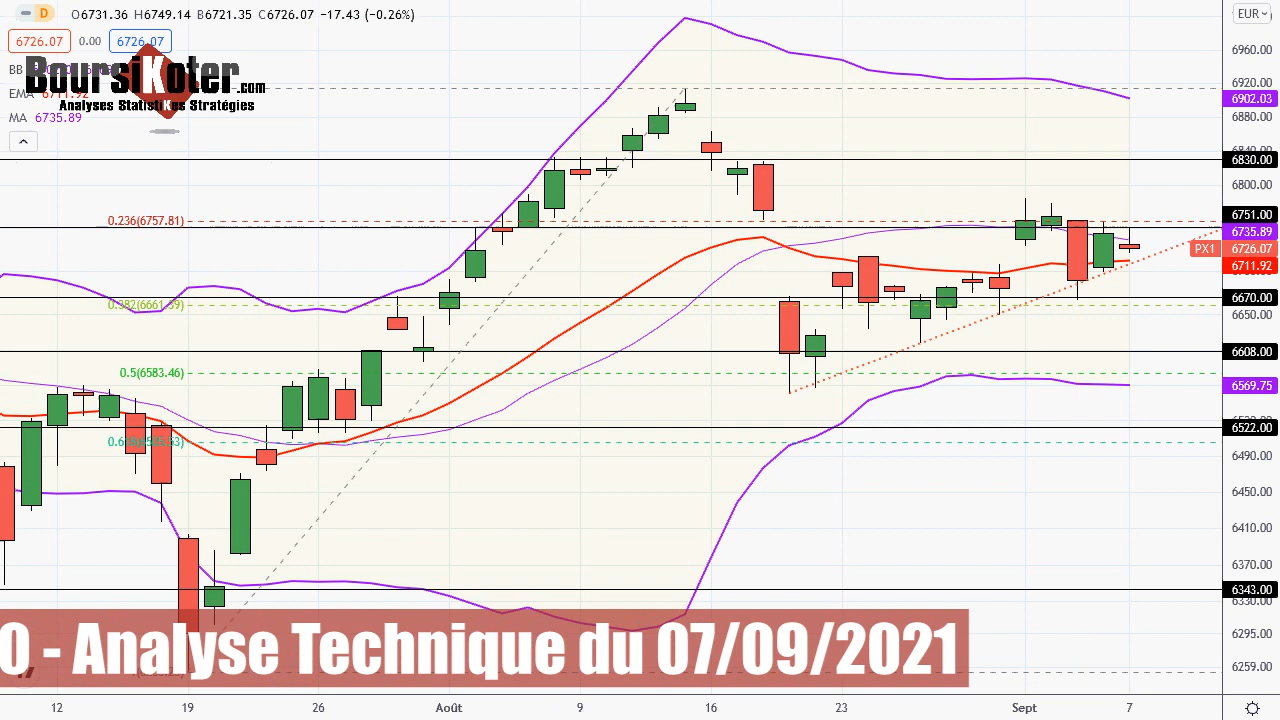 D O6731.36 H6749.14 B6721.35 C6726.07 −17.43 (−0.26%)
6726.07 0.00 6726.07
BB
BoursiKoter.com
EMA 6711.92
Analyses StatistiKes Stratégies
MA 6735.89
EUR
6960.00
6920.00
6902.03
6880.00
6840.00
6830.00
6800.00
0.236(6757.81)
6751.00
6735.89
PX1 6726.07
6711.92
6670.00
0.382(6661.39)
6650.00
6608.00
0.5(6583.46)
6569.75
6522.00
6490.00
6450.00
6410.00
6370.00
6343.00
6330.00
6295.00
6259.00
0 - Analyse Technique du 07/09/2021
12 19 26 Août 9 16 23 Sept 7